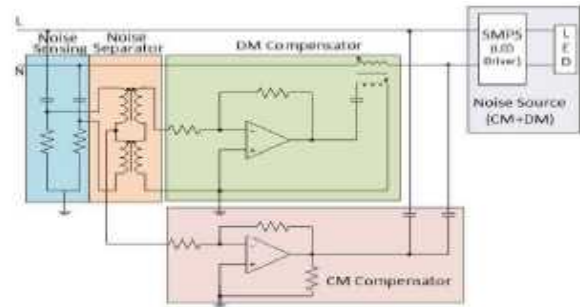 L
Noise
Sensing
Noise
Separator
DM Compensator
N
SMPS
(LED
Driver)
L
E
D
Noise Source
(CM+DM)
CM Compensator